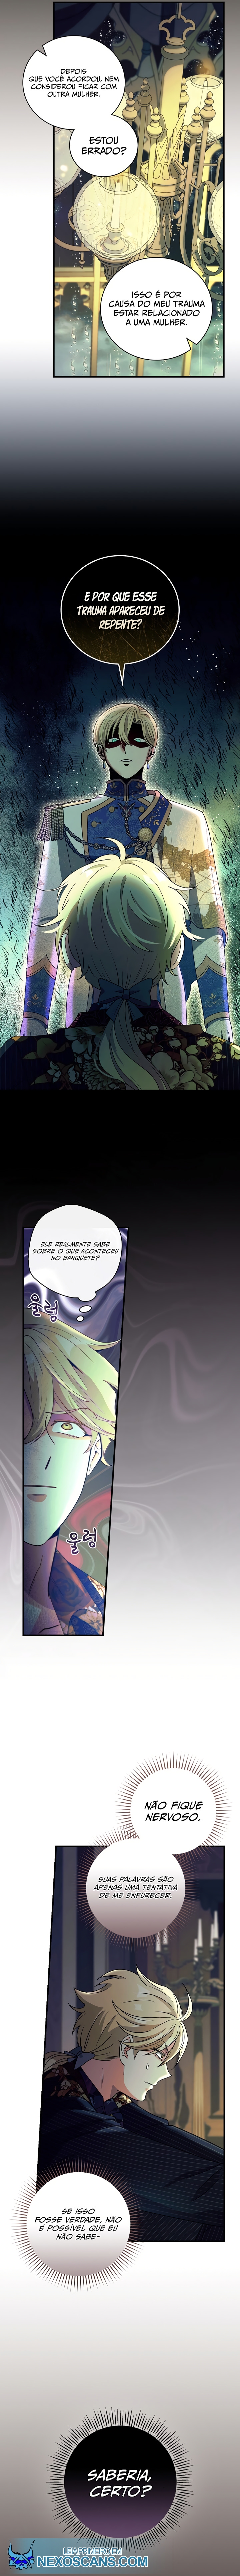 DEPOIS
QUE VOCÊ ACORDOU, NEM
CONSIDEROU FICAR COM
OUTRA MULHER.
ESTOU
ERRADO?
ISSO É POR
CAUSA DO MEU TRAUMA
ESTAR RELACIONADO
A UMA MULHER.
E POR QUE ESSE
TRAUMA APARECEU DE
REPENTE?
ELE REALMENTE SABE
SOBRE O QUE ACONTECEU
NO BANQUETE?
울렁
울렁
NÃO FIQUE
NERVOSO.
SUAS PALAVRAS SÃO
APENAS UMA TENTATIVA
DE ME ENFURECER.
SE ISSO
FOSSE VERDADE, NÃO
É POSSÍVEL QUE EU
NÃO SABE-
SABERIA,
CERTO?
LEIA PRIMEIRO EM
NEXOSCANS.COM